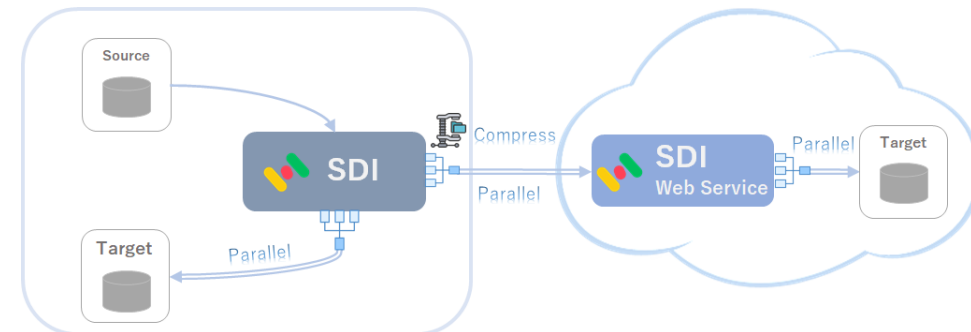 Source
SDI
Compress
Parallel
Target
Parallel
SDI
Web Service
Parallel
Target